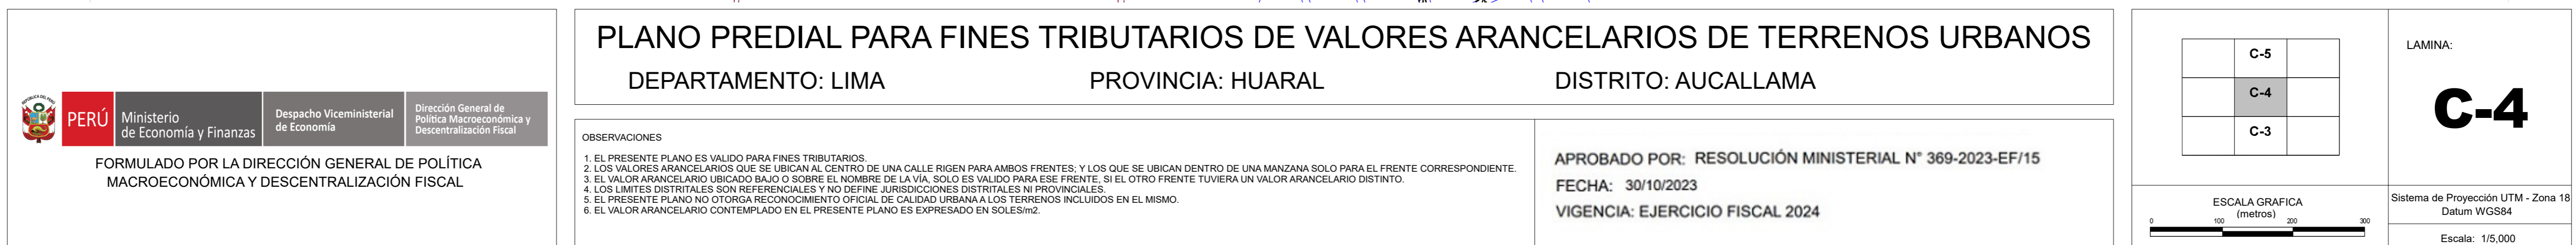 REPÚBLICA DEL PERÚ
PERÚ
Ministerio
de Economía y Finanzas
Despacho Viceministerial
de Economía
Dirección General de
Política Macroeconómica y
Descentralización Fiscal
FORMULADO POR LA DIRECCIÓN GENERAL DE POLÍTICA
MACROECONÓMICA Y DESCENTRALIZACIÓN FISCAL
PLANO PREDIAL PARA FINES TRIBUTARIOS DE VALORES ARANCELARIOS DE TERRENOS URBANOS
DEPARTAMENTO: LIMA PROVINCIA: HUARAL DISTRITO: AUCALLAMA
OBSERVACIONES
1. EL PRESENTE PLANO ES VALIDO PARA FINES TRIBUTARIOS.
2. LOS VALORES ARANCELARIOS QUE SE UBICAN AL CENTRO DE UNA CALLE RIGEN PARA AMBOS FRENTES; Y LOS QUE SE UBICAN DENTRO DE UNA MANZANA SOLO PARA EL FRENTE CORRESPONDIENTE.
3. EL VALOR ARANCELARIO UBICADO BAJO O SOBRE EL NOMBRE DE LA VÍA, SOLO ES VALIDO PARA ESE FRENTE, SI EL OTRO FRENTE TUVIERA UN VALOR ARANCELARIO DISTINTO.
4. LOS LIMITES DISTRITALES SON REFERENCIALES Y NO DEFINE JURISDICCIONES DISTRITALES NI PROVINCIALES.
5. EL PRESENTE PLANO NO OTORGA RECONOCIMIENTO OFICIAL DE CALIDAD URBANA A LOS TERRENOS INCLUIDOS EN EL MISMO.
6. EL VALOR ARANCELARIO CONTEMPLADO EN EL PRESENTE PLANO ES EXPRESADO EN SOLES/m2.
APROBADO POR: RESOLUCIÓN MINISTERIAL N° 369-2023-EF/15
FECHA: 30/10/2023
VIGENCIA: EJERCICIO FISCAL 2024
C-5
C-4
C-3
LAMINA:
C-4
ESCALA GRAFICA
(metros)
0 100 200 300
Sistema de Proyección UTM - Zona 18
Datum WGS84
Escala: 1/5,000